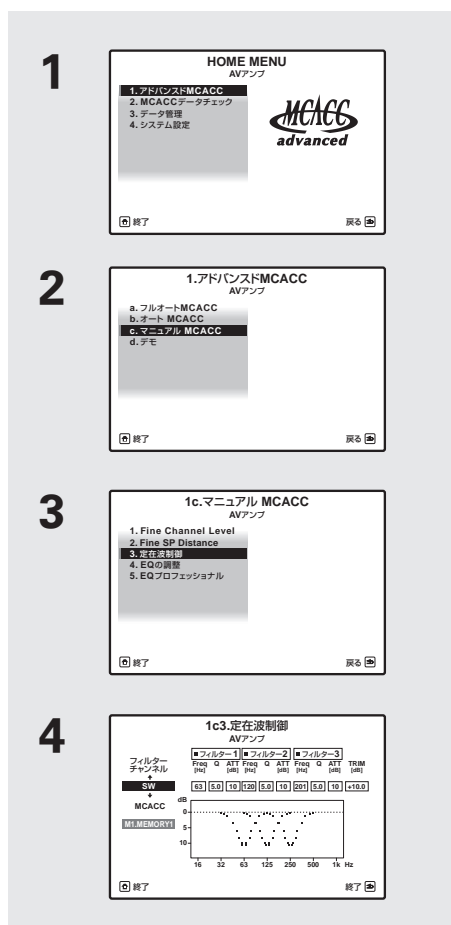 1
HOME MENU
AVアンプ
1. アドバンスドMCACC
2. MCACCデータチェック
3. データ管理
4. システム設定
MCACC
advanced
終了
戻る
2
1.アドバンスドMCACC
AVアンプ
a. フルオートMCACC
b. オート MCACC
c. マニュアル MCACC
d. デモ
終了
戻る
3
1c.マニュアル MCACC
AVアンプ
1. Fine Channel Level
2. Fine SP Distance
3. 定在波制御
4. EQの調整
5. EQプロフェッショナル
終了
戻る
4
1c3.定在波制御
AVアンプ
フィルター1 フィルター2 フィルター3
フィルター
チャンネル
Freq Q ATT Freq Q ATT Freq Q ATT TRIM
[Hz] [dB] [Hz] [dB] [Hz] [dB] [dB]
SW
63 5.0 10 120 5.0 10 201 5.0 10 +10.0
MCACC
M1.MEMORY1
dB
0
5
10
16 32 63 125 250 500 1k Hz
終了
終了